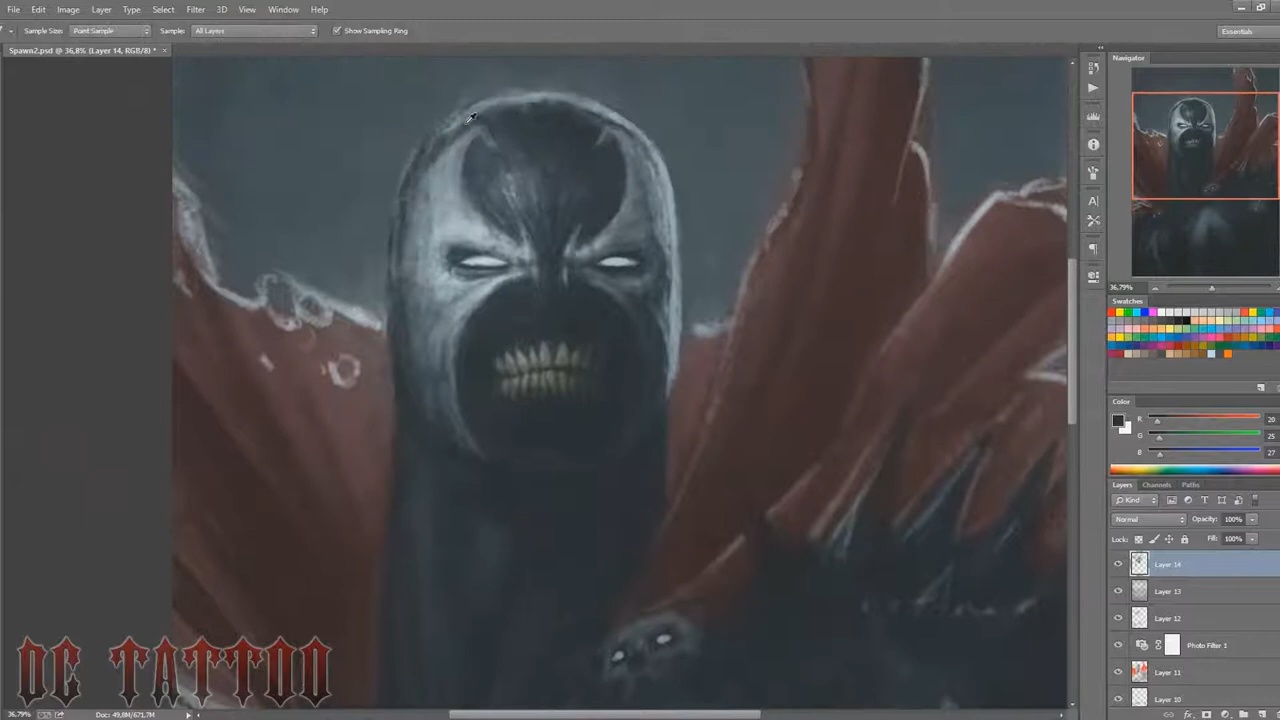 File Edit Image Layer Type Select Filter 3D View Window Help
Sample Size: Point Sample Sample: All Layers Show Sampling Ring Essentials
Spawn2.psd @ 36,8% (Layer 14, RGB/8) * ×
Navigator
36,79%
Swatches
Color
R 20
G 25
B 27
Layers Channels Paths
Kind
Normal Opacity: 100%
Lock: Fill: 100%
Layer 14
Layer 13
Layer 12
Photo Filter 1
Layer 11
Layer 10
DC TATTOO
36,79% Doc: 49,8M/671,7M